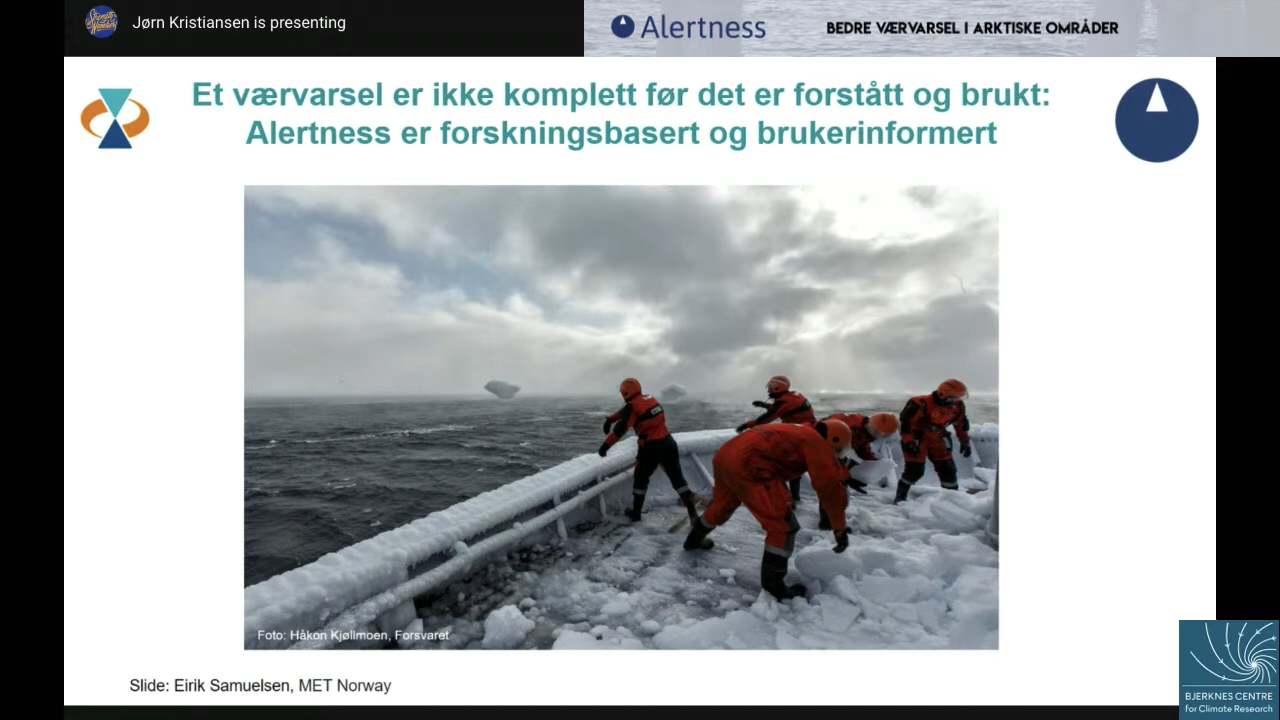 Jørn Kristiansen is presenting
Alertness
BEDRE VÆRVARSEL I ARKTISKE OMRÅDER
Et værvarsel er ikke komplett før det er forstått og brukt:
Alertness er forskningsbasert og brukerinformert
Foto: Håkon Kjøllmoen, Forsvaret
Slide: Eirik Samuelsen, MET Norway
BJERKNES CENTRE
for Climate Research